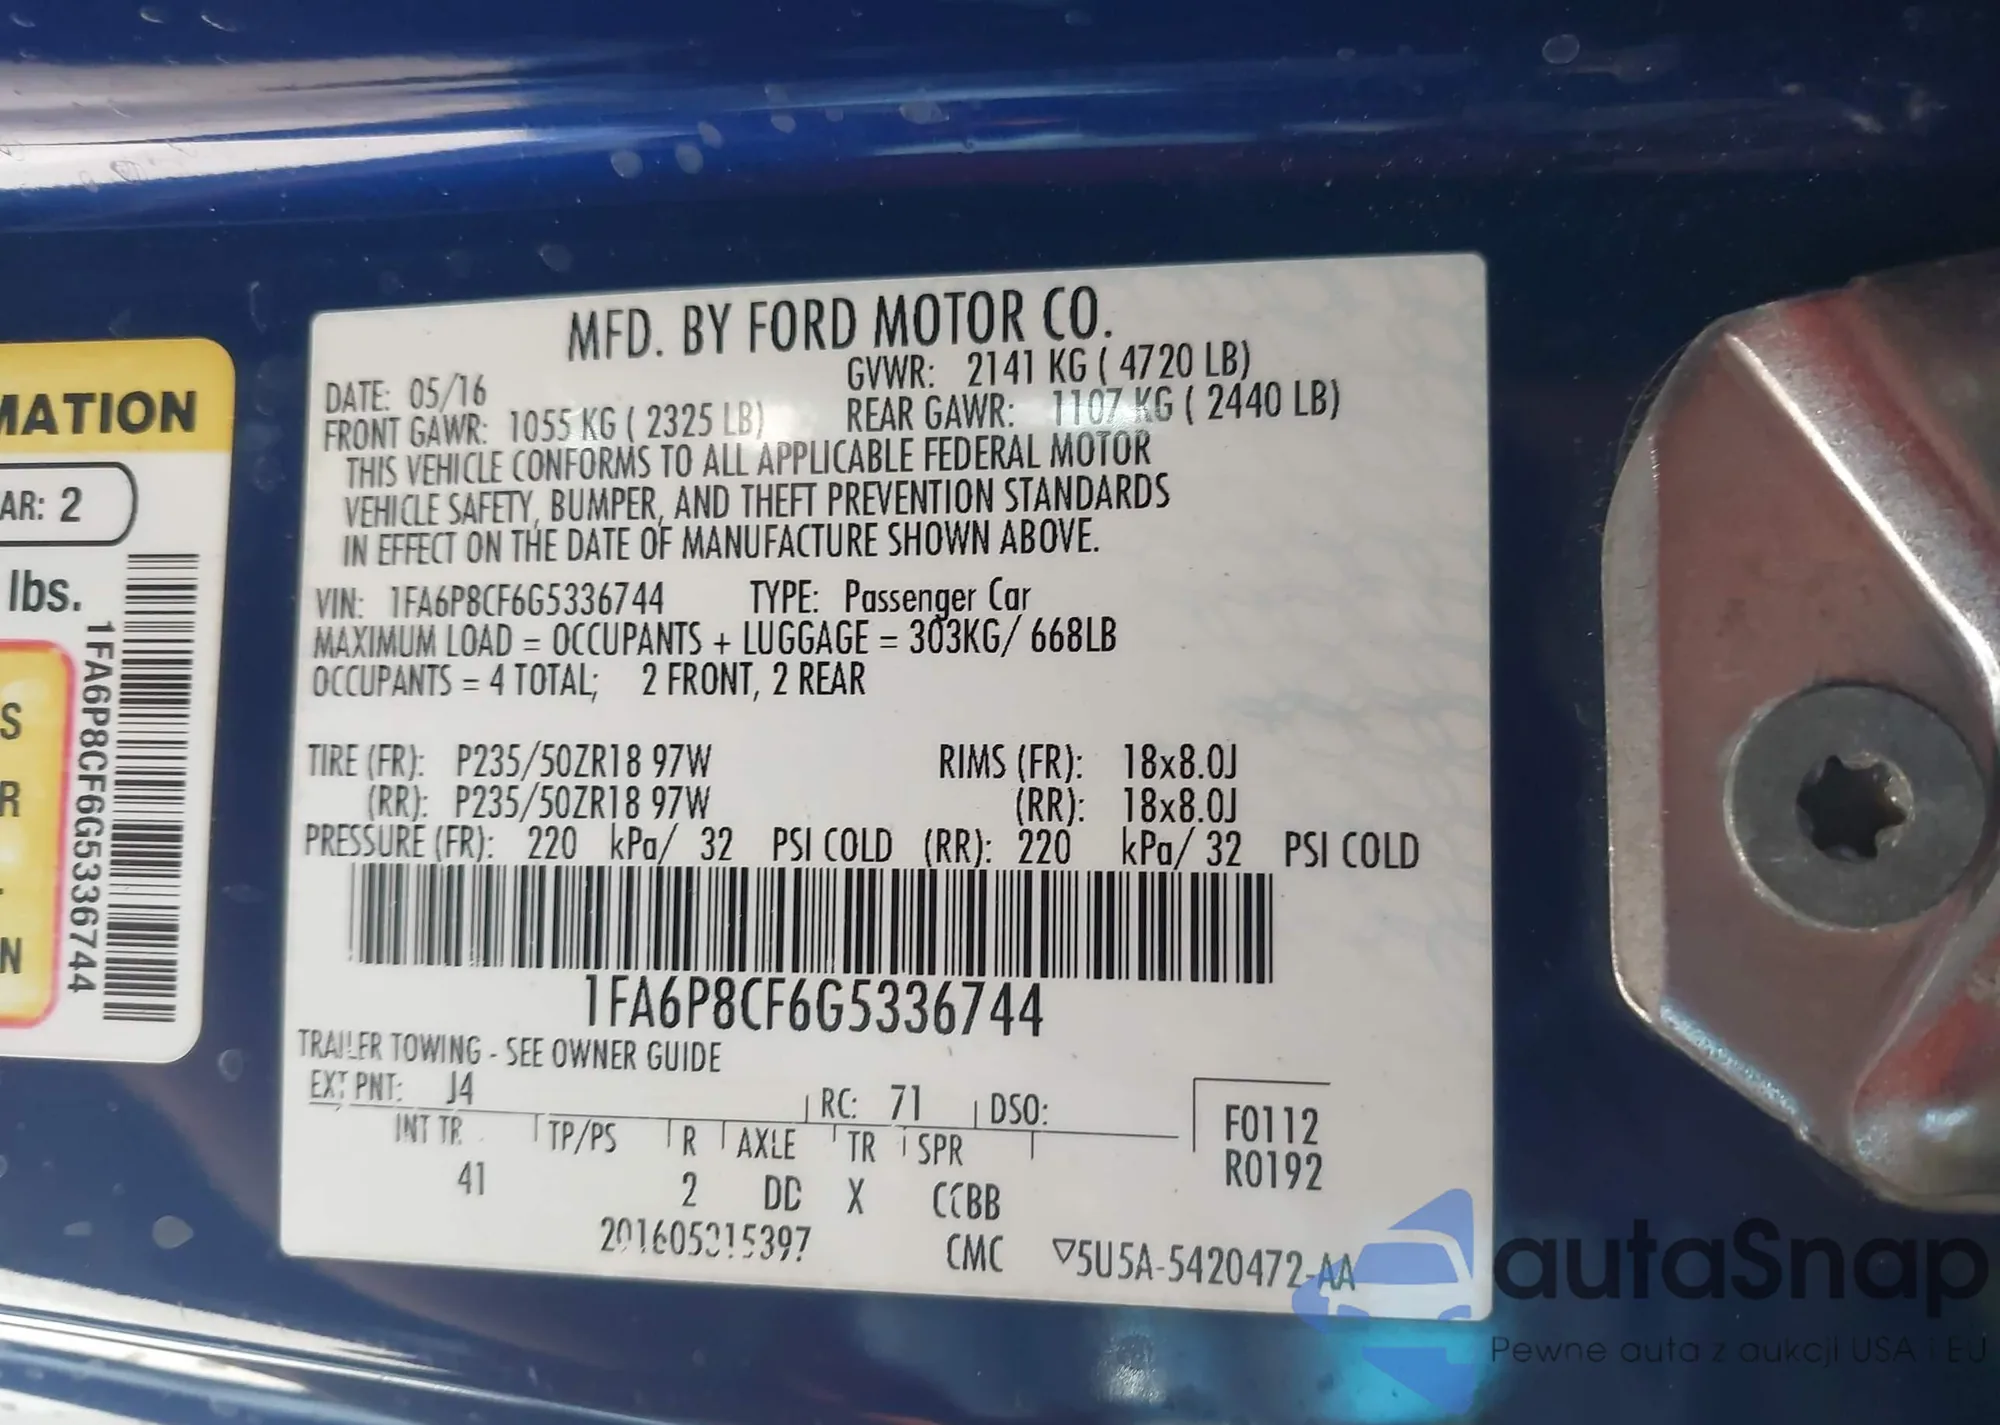 MATION
AR: 2
lbs.
S
R
N
1FA6P8CF6G5336744
MFD. BY FORD MOTOR CO.
DATE: 05/16 GVWR: 2141 KG ( 4720 LB)
FRONT GAWR: 1055 KG ( 2325 LB) REAR GAWR: 1107 KG ( 2440 LB)
THIS VEHICLE CONFORMS TO ALL APPLICABLE FEDERAL MOTOR
VEHICLE SAFETY, BUMPER, AND THEFT PREVENTION STANDARDS
IN EFFECT ON THE DATE OF MANUFACTURE SHOWN ABOVE.
VIN: 1FA6P8CF6G5336744 TYPE: Passenger Car
MAXIMUM LOAD = OCCUPANTS + LUGGAGE = 303KG/ 668LB
OCCUPANTS = 4 TOTAL; 2 FRONT, 2 REAR
TIRE (FR): P235/50ZR18 97W RIMS (FR): 18x8.0J
(RR): P235/50ZR18 97W (RR): 18x8.0J
PRESSURE (FR): 220 kPa/ 32 PSI COLD (RR): 220 kPa/ 32 PSI COLD
1FA6P8CF6G5336744
TRAILER TOWING - SEE OWNER GUIDE
EXT PNT: J4 RC: 71 DSO:
INT TR TP/PS R AXLE TR SPR
41 2 DD X CCBB
F0112
R0192
CMC ▽5U5A-5420472-AA
autaSnap
Pewne auta z aukcji USA i EU